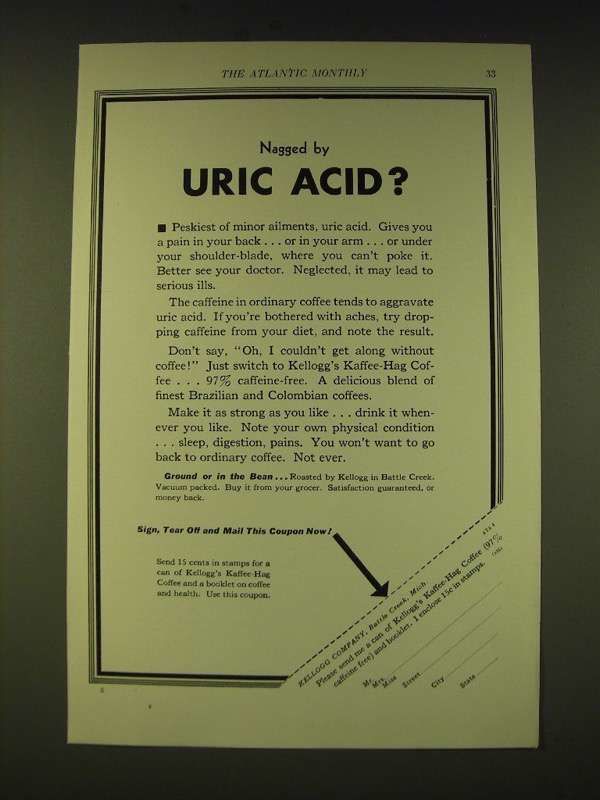 THE ATLANTIC MONTHLY 33
Nagged by
URIC ACID?
■ Peskiest of minor ailments, uric acid. Gives you
a pain in your back . . . or in your arm . . . or under
your shoulder-blade, where you can't poke it.
Better see your doctor. Neglected, it may lead to
serious ills.
The caffeine in ordinary coffee tends to aggravate
uric acid. If you're bothered with aches, try drop-
ping caffeine from your diet, and note the result.
Don't say, "Oh, I couldn't get along without
coffee!" Just switch to Kellogg's Kaffee-Hag Cof-
fee . . . 97% caffeine-free. A delicious blend of
finest Brazilian and Colombian coffees.
Make it as strong as you like . . . drink it when-
ever you like. Note your own physical condition
. . . sleep, digestion, pains. You won't want to go
back to ordinary coffee. Not ever.
Ground or in the Bean . . . Roasted by Kellogg in Battle Creek.
Vacuum packed. Buy it from your grocer. Satisfaction guaranteed, or
money back.
Sign, Tear Off and Mail This Coupon Now!
Send 15 cents in stamps for a
can of Kellogg's Kaffee-Hag
Coffee and a booklet on coffee
and health. Use this coupon.
KELLOGG COMPANY, Battle Creek, Mich
Please send me a can of Kellogg's Kaffee-Hag Coffee (97%
caffeine free) and booklet. I enclose 15c in stamps.
Mr.
Mrs.
Miss
Street
City
State